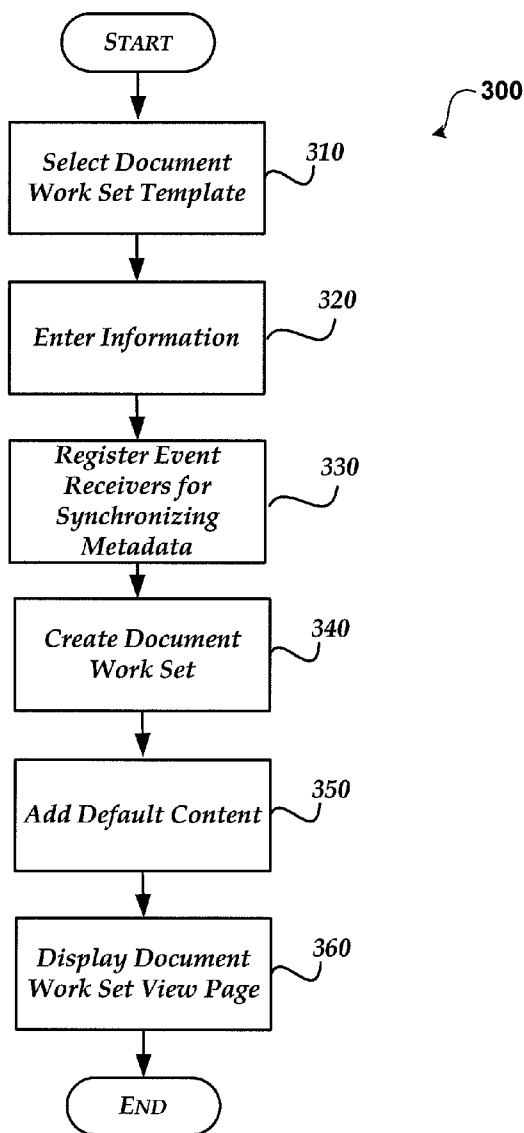 START
300
Select Document
Work Set Template
310
Enter Information
320
Register Event
Receivers for
Synchronizing
Metadata
330
Create Document
Work Set
340
Add Default Content
350
Display Document
Work Set View Page
360
END